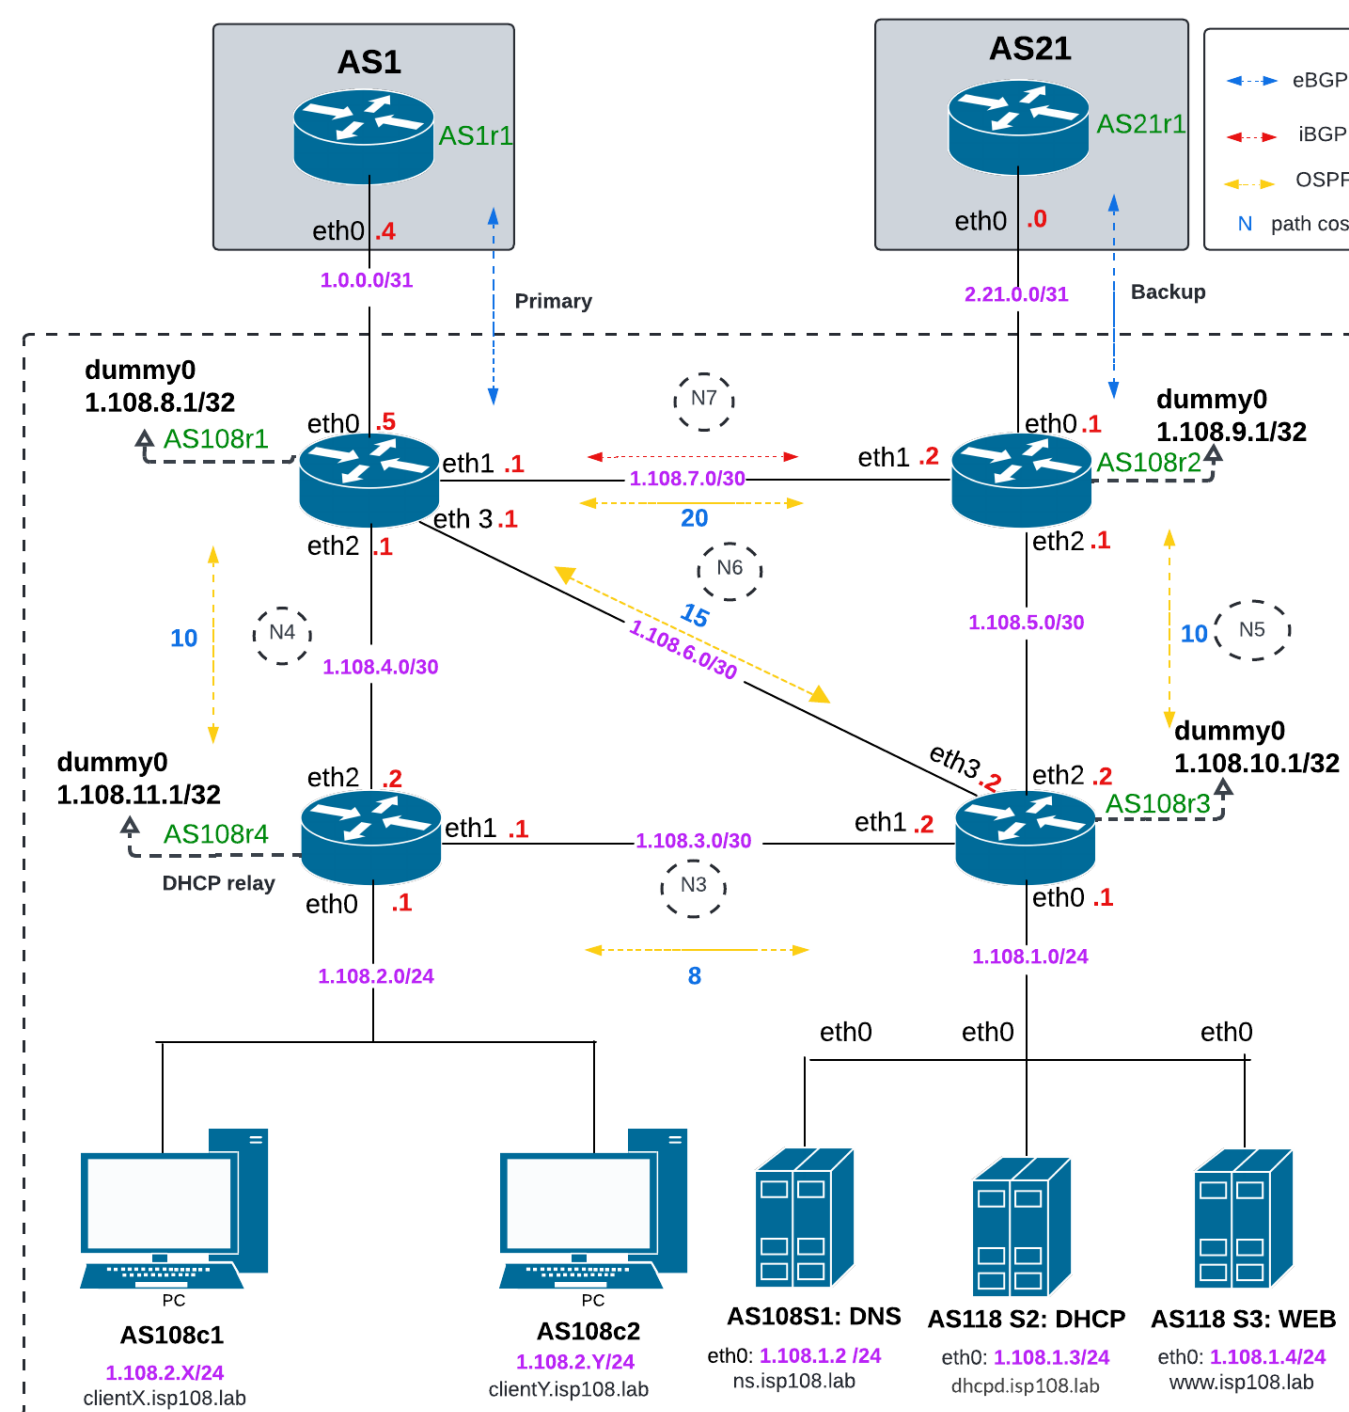 AS1
AS21
AS1r1
AS21r1
eBGP
iBGP
OSPF
N path cos
eth0 .4
eth0 .0
1.0.0.0/31
2.21.0.0/31
Primary
Backup
dummy0
1.108.8.1/32
AS108r1
eth0 .5
N7
eth0 .1
dummy0
1.108.9.1/32
AS108r2
eth1 .1
1.108.7.0/30
eth1 .2
20
eth 3 .1
eth2 .1
eth2 .1
N6
15
1.108.6.0/30
10
N4
1.108.4.0/30
1.108.5.0/30
10
N5
dummy0
1.108.11.1/32
AS108r4
DHCP relay
eth2 .2
eth3 .2
eth2 .2
dummy0
1.108.10.1/32
AS108r3
eth1 .1
1.108.3.0/30
eth1 .2
N3
8
eth0 .1
eth0 .1
1.108.2.0/24
1.108.1.0/24
eth0
eth0
eth0
PC
AS108c1
1.108.2.X/24
clientX.isp108.lab
PC
AS108c2
1.108.2.Y/24
clientY.isp108.lab
AS108S1: DNS
eth0: 1.108.1.2 /24
ns.isp108.lab
AS118 S2: DHCP
eth0: 1.108.1.3/24
dhcpd.isp108.lab
AS118 S3: WEB
eth0: 1.108.1.4/24
www.isp108.lab